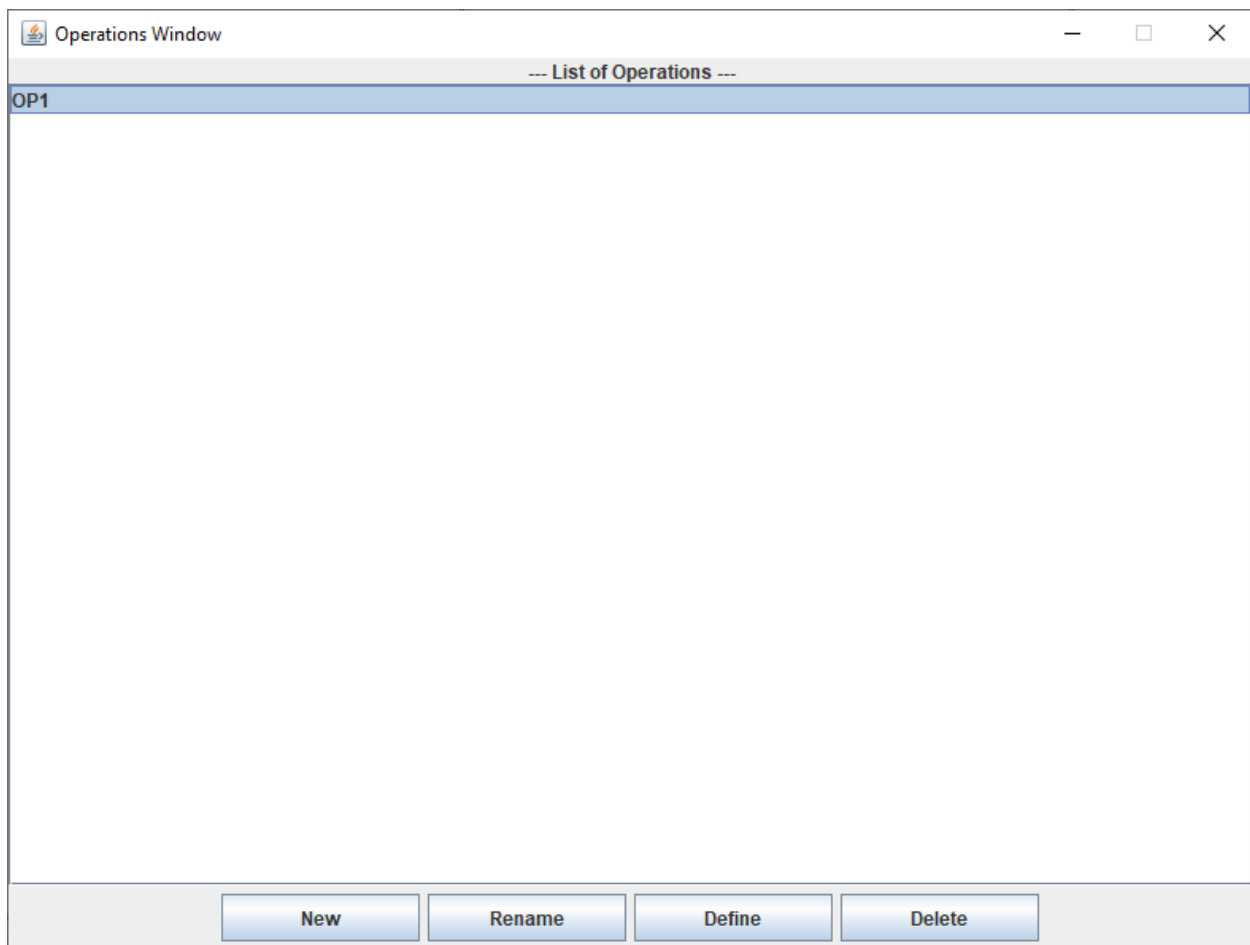 Operations Window
--- List of Operations ---
OP1
New Rename Define Delete